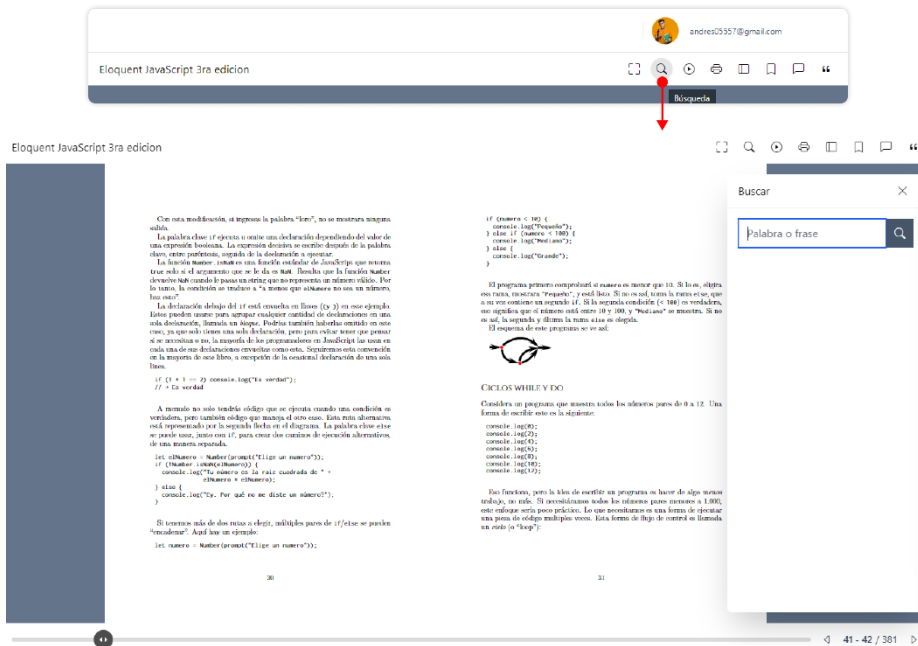 andres05557@gmail.com
Eloquent JavaScript 3ra edicion
Búsqueda
Eloquent JavaScript 3ra edicion
Con esta modificación, si ingresas la palabra “loro”, no se mostrara ninguna
salida.
La palabra clave if ejecuta u omite una declaración dependiendo del valor de
una expresión booleana. La expresión decisiva se escribe después de la palabra
clave, entre paréntesis, seguida de la declaración a ejecutar.
La función Number.isNaN es una función estándar de JavaScript que retorna
true solo si el argumento que se le da es NaN. Resulta que la función Number
devuelve NaN cuando le pasas un string que no representa un número válido. Por
lo tanto, la condición se traduce a “a menos que elNumero no sea un número,
haz esto”.
La declaración debajo del if está envuelta en llaves ({y }) en este ejemplo.
Estos pueden usarse para agrupar cualquier cantidad de declaraciones en una
sola declaración, llamada un bloque. Podrías también haberlas omitido en este
caso, ya que solo tienes una sola declaración, pero para evitar tener que pensar
si se necesitan o no, la mayoría de los programadores en JavaScript las usan en
cada una de sus declaraciones envueltas como esta. Seguiremos esta convención
en la mayoría de este libro, a excepción de la ocasional declaración de una sola
linea.
if (1 + 1 == 2) console.log("Es verdad");
// → Es verdad
A menudo no solo tendrás código que se ejecuta cuando una condición es
verdadera, pero también código que maneja el otro caso. Esta ruta alternativa
está representado por la segunda flecha en el diagrama. La palabra clave else
se puede usar, junto con if, para crear dos caminos de ejecución alternativos,
de una manera separada.
let elNumero = Number(prompt("Elige un numero"));
if (!Number.isNaN(elNumero)) {
console.log("Tu número es la raiz cuadrada de " +
elNumero * elNumero);
} else {
console.log("Ey. Por qué no me diste un número?");
}
Si tenemos más de dos rutas a elegir, múltiples pares de if/else se pueden
“encadenar”. Aquí hay un ejemplo:
let numero = Number(prompt("Elige un numero"));
30
if (numero < 10) {
console.log("Pequeño");
} else if (numero < 100) {
console.log("Mediano");
} else {
console.log("Grande");
}
El programa primero comprobará si numero es menor que 10. Si lo es, eligira
esa rama, mostrara "Pequeño", y está listo. Si no es así, toma la rama else, que
a su vez contiene un segundo if. Si la segunda condición (< 100) es verdadera,
eso significa que el número está entre 10 y 100, y "Mediano" se muestra. Si no
es así, la segunda y última la rama else es elegida.
El esquema de este programa se ve así:
CICLOS WHILE Y DO
Considera un programa que muestra todos los números pares de 0 a 12. Una
forma de escribir esto es la siguiente:
console.log(0);
console.log(2);
console.log(4);
console.log(6);
console.log(8);
console.log(10);
console.log(12);
Eso funciona, pero la idea de escribir un programa es hacer de algo menos
trabajo, no más. Si necesitáramos todos los números pares menores a 1.000,
este enfoque sería poco práctico. Lo que necesitamos es una forma de ejecutar
una pieza de código multiples veces. Esta forma de flujo de control es llamada
un ciclo (o “loop”):
31
Buscar
Palabra o frase
41 - 42 / 381